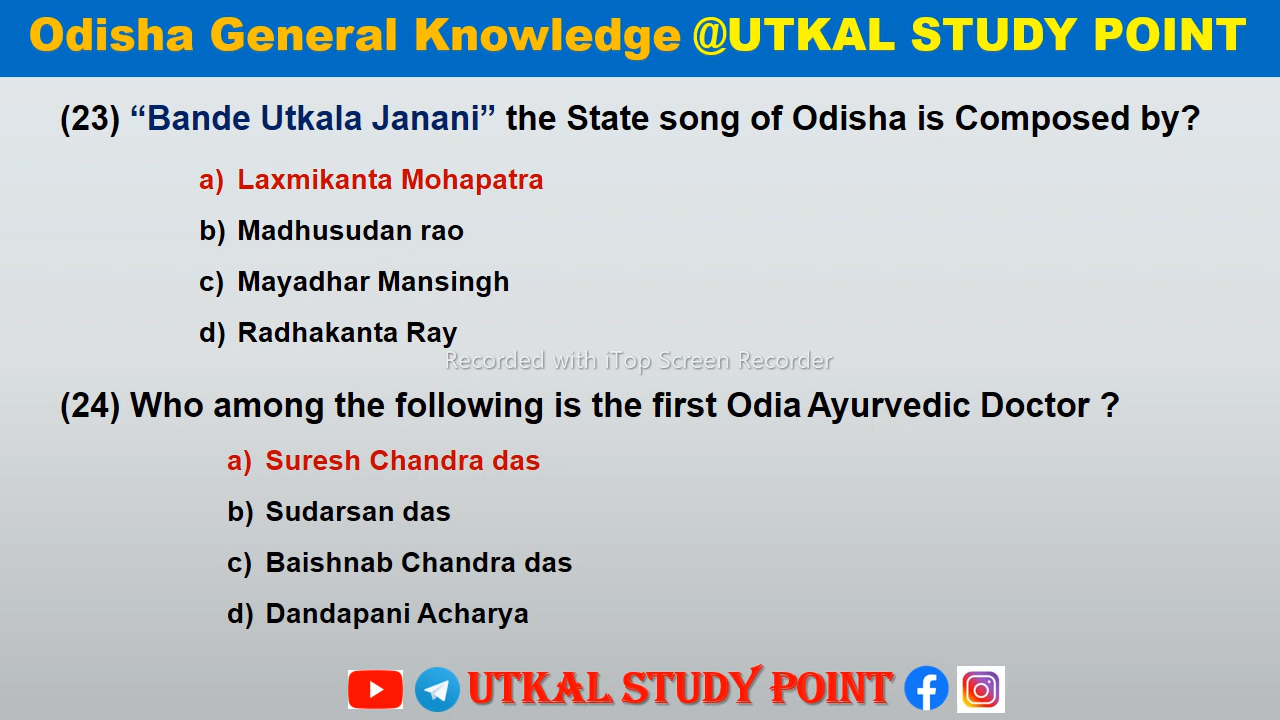 Odisha General Knowledge @UTKAL STUDY POINT
(23) “Bande Utkala Janani” the State song of Odisha is Composed by?
a) Laxmikanta Mohapatra
b) Madhusudan rao
c) Mayadhar Mansingh
d) Radhakanta Ray
Recorded with iTop Screen Recorder
(24) Who among the following is the first Odia Ayurvedic Doctor ?
a) Suresh Chandra das
b) Sudarsan das
c) Baishnab Chandra das
d) Dandapani Acharya
UTKAL STUDY POINT